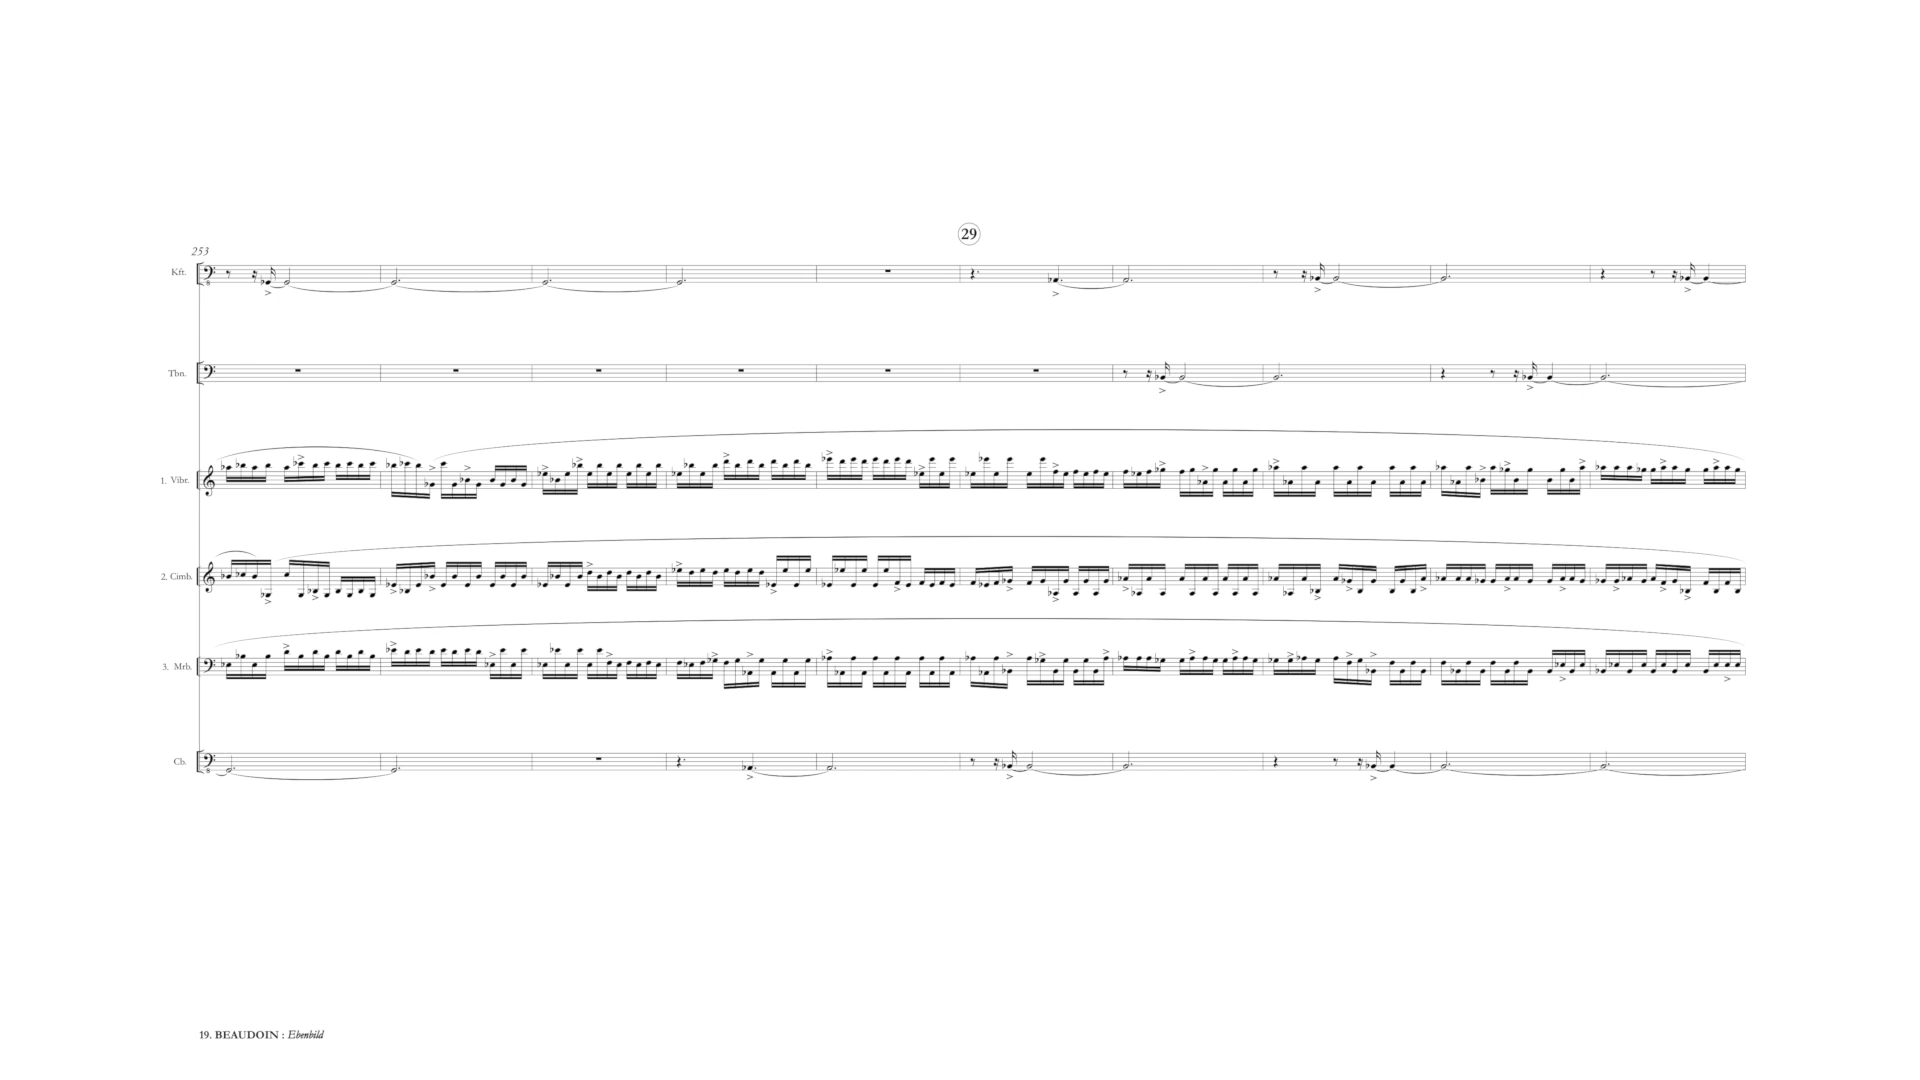 29
253
Kft.
Tbn.
1. Vibr.
2. Cimb.
3. Mrb.
Cb.
19. BEAUDOIN : Ebenbild